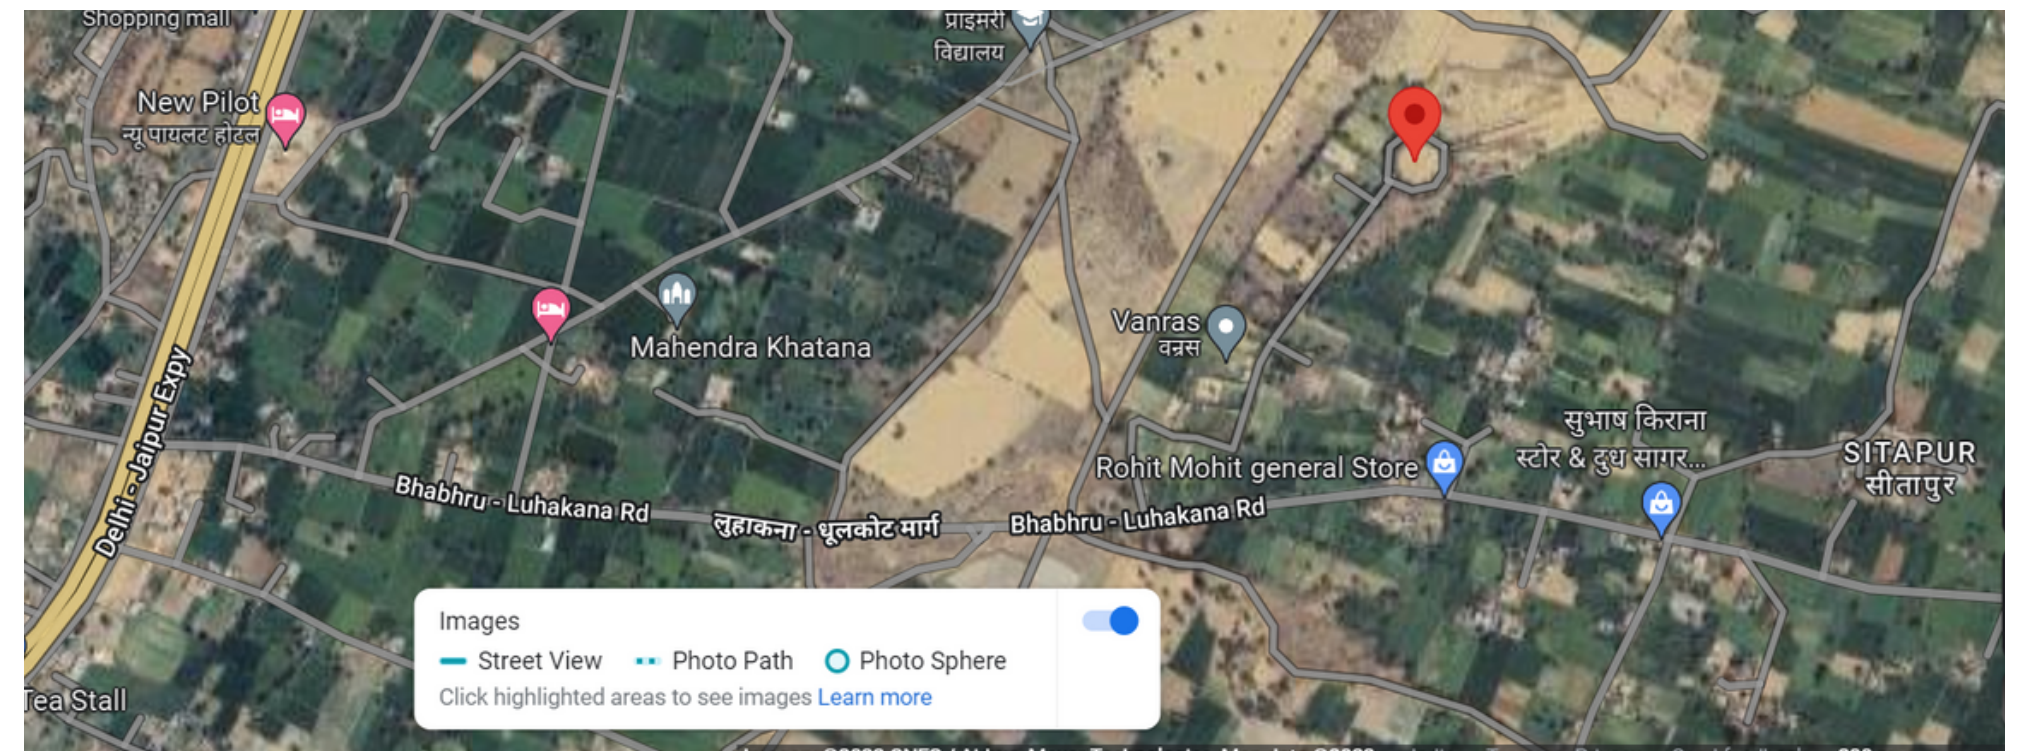 Shopping mall
प्राइमरी
विद्यालय
New Pilot
न्यू पायलट होटल
Mahendra Khatana
Vanras
वन्रस
Delhi - Jaipur Expy
सुभाष किराना
स्टोर & दुध सागर...
SITAPUR
सीतापुर
Rohit Mohit general Store
Bhabhru - Luhakana Rd
लुहाकना - धूलकोट मार्ग
Bhabhru - Luhakana Rd
Images
Street View Photo Path Photo Sphere
Click highlighted areas to see images Learn more
Tea Stall